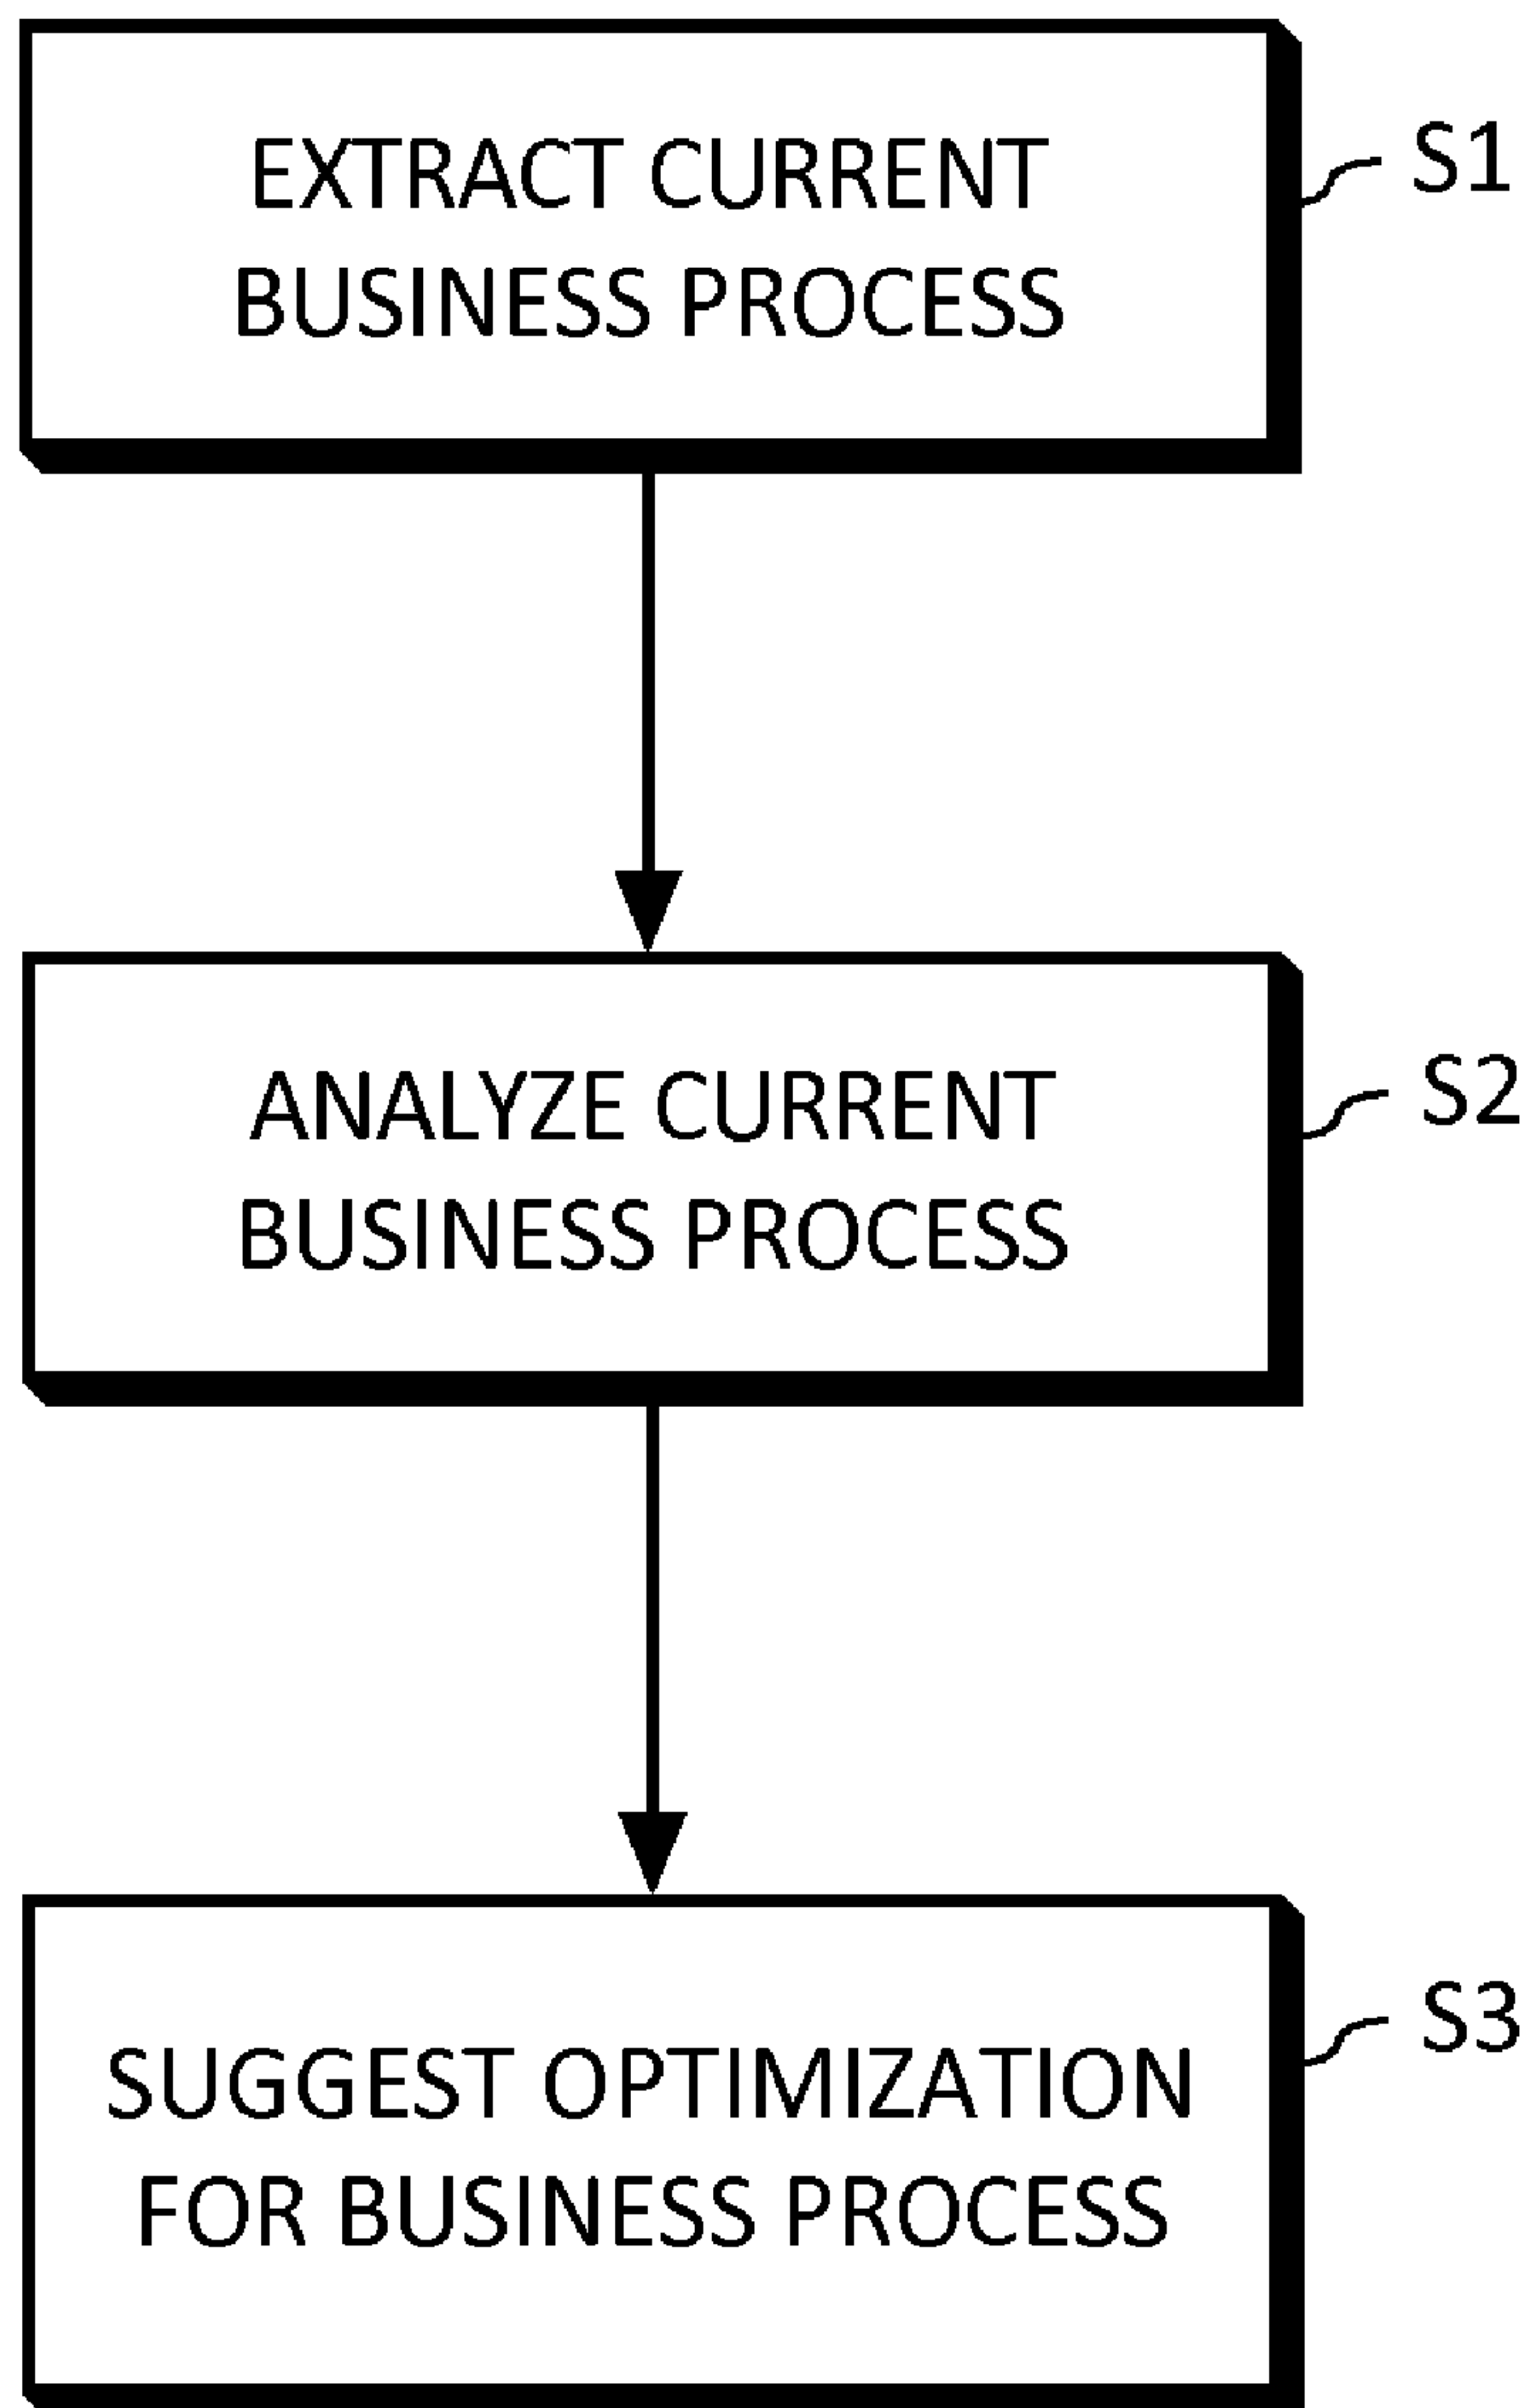 EXTRACT CURRENT
BUSINESS PROCESS
S1
ANALYZE CURRENT
BUSINESS PROCESS
S2
SUGGEST OPTIMIZATION
FOR BUSINESS PROCESS
S3